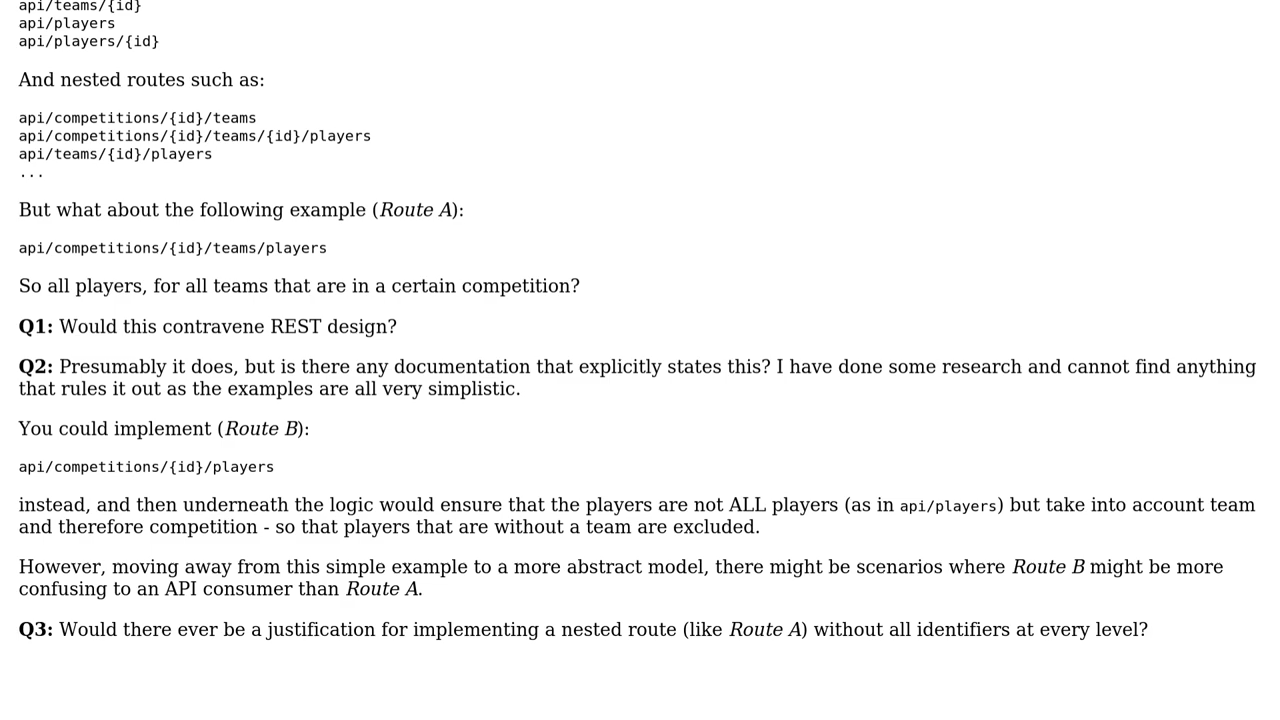 api/teams/{id}
api/players
api/players/{id}
And nested routes such as:
api/competitions/{id}/teams
api/competitions/{id}/teams/{id}/players
api/teams/{id}/players
...
But what about the following example (Route A):
api/competitions/{id}/teams/players
So all players, for all teams that are in a certain competition?
Q1: Would this contravene REST design?
Q2: Presumably it does, but is there any documentation that explicitly states this? I have done some research and cannot find anything
that rules it out as the examples are all very simplistic.
You could implement (Route B):
api/competitions/{id}/players
instead, and then underneath the logic would ensure that the players are not ALL players (as in api/players) but take into account team
and therefore competition - so that players that are without a team are excluded.
However, moving away from this simple example to a more abstract model, there might be scenarios where Route B might be more
confusing to an API consumer than Route A.
Q3: Would there ever be a justification for implementing a nested route (like Route A) without all identifiers at every level?